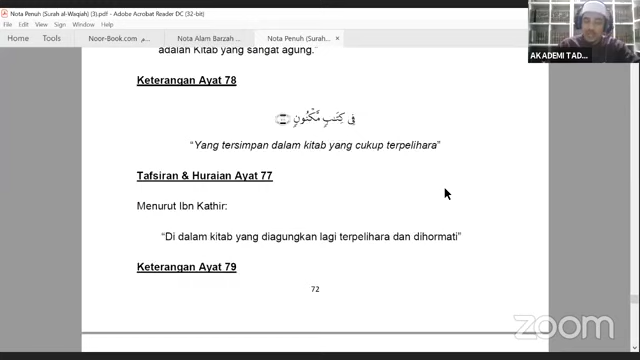 Nota Penuh (Surah al-Waqiah) (3).pdf - Adobe Acrobat Reader DC (32-bit)
File Edit View Sign Window Help
Home Tools Noor-Book.com م... Nota Alam Barzah Nota Penuh (Surah... ×
AKADEMI TAD...
adalah Kitab yang sangat agung.”
Keterangan Ayat 78
فِى كِتَٰبٍ مَّكْنُونٍ
“Yang tersimpan dalam kitab yang cukup terpelihara”
Tafsiran & Huraian Ayat 77
Menurut Ibn Kathir:
“Di dalam kitab yang diagungkan lagi terpelihara dan dihormati”
Keterangan Ayat 79
72
zoom